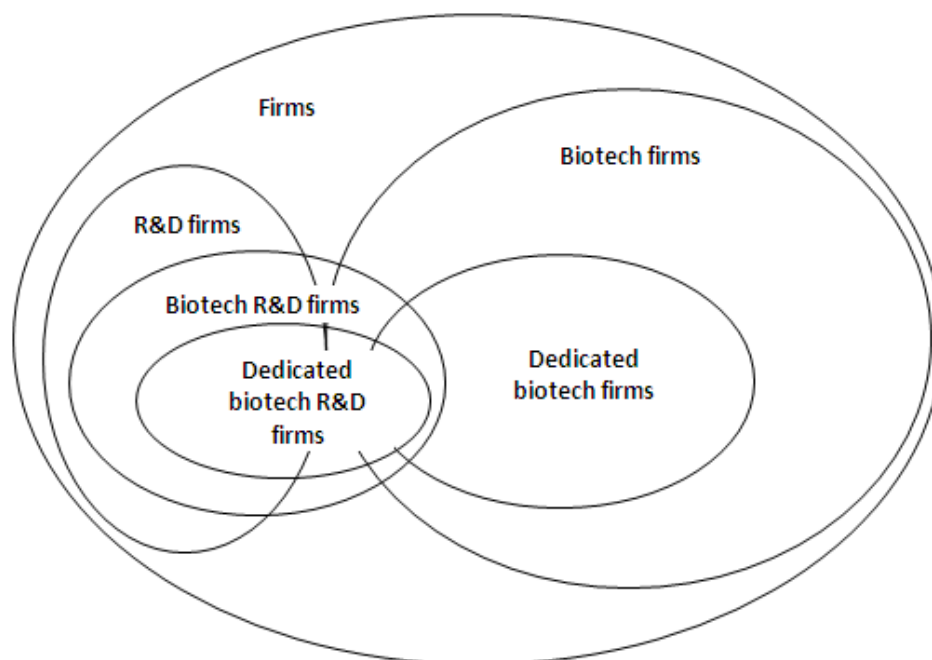 Firms
Biotech firms
R&D firms
Biotech R&D firms
Dedicated
biotech R&D
firms
Dedicated
biotech firms